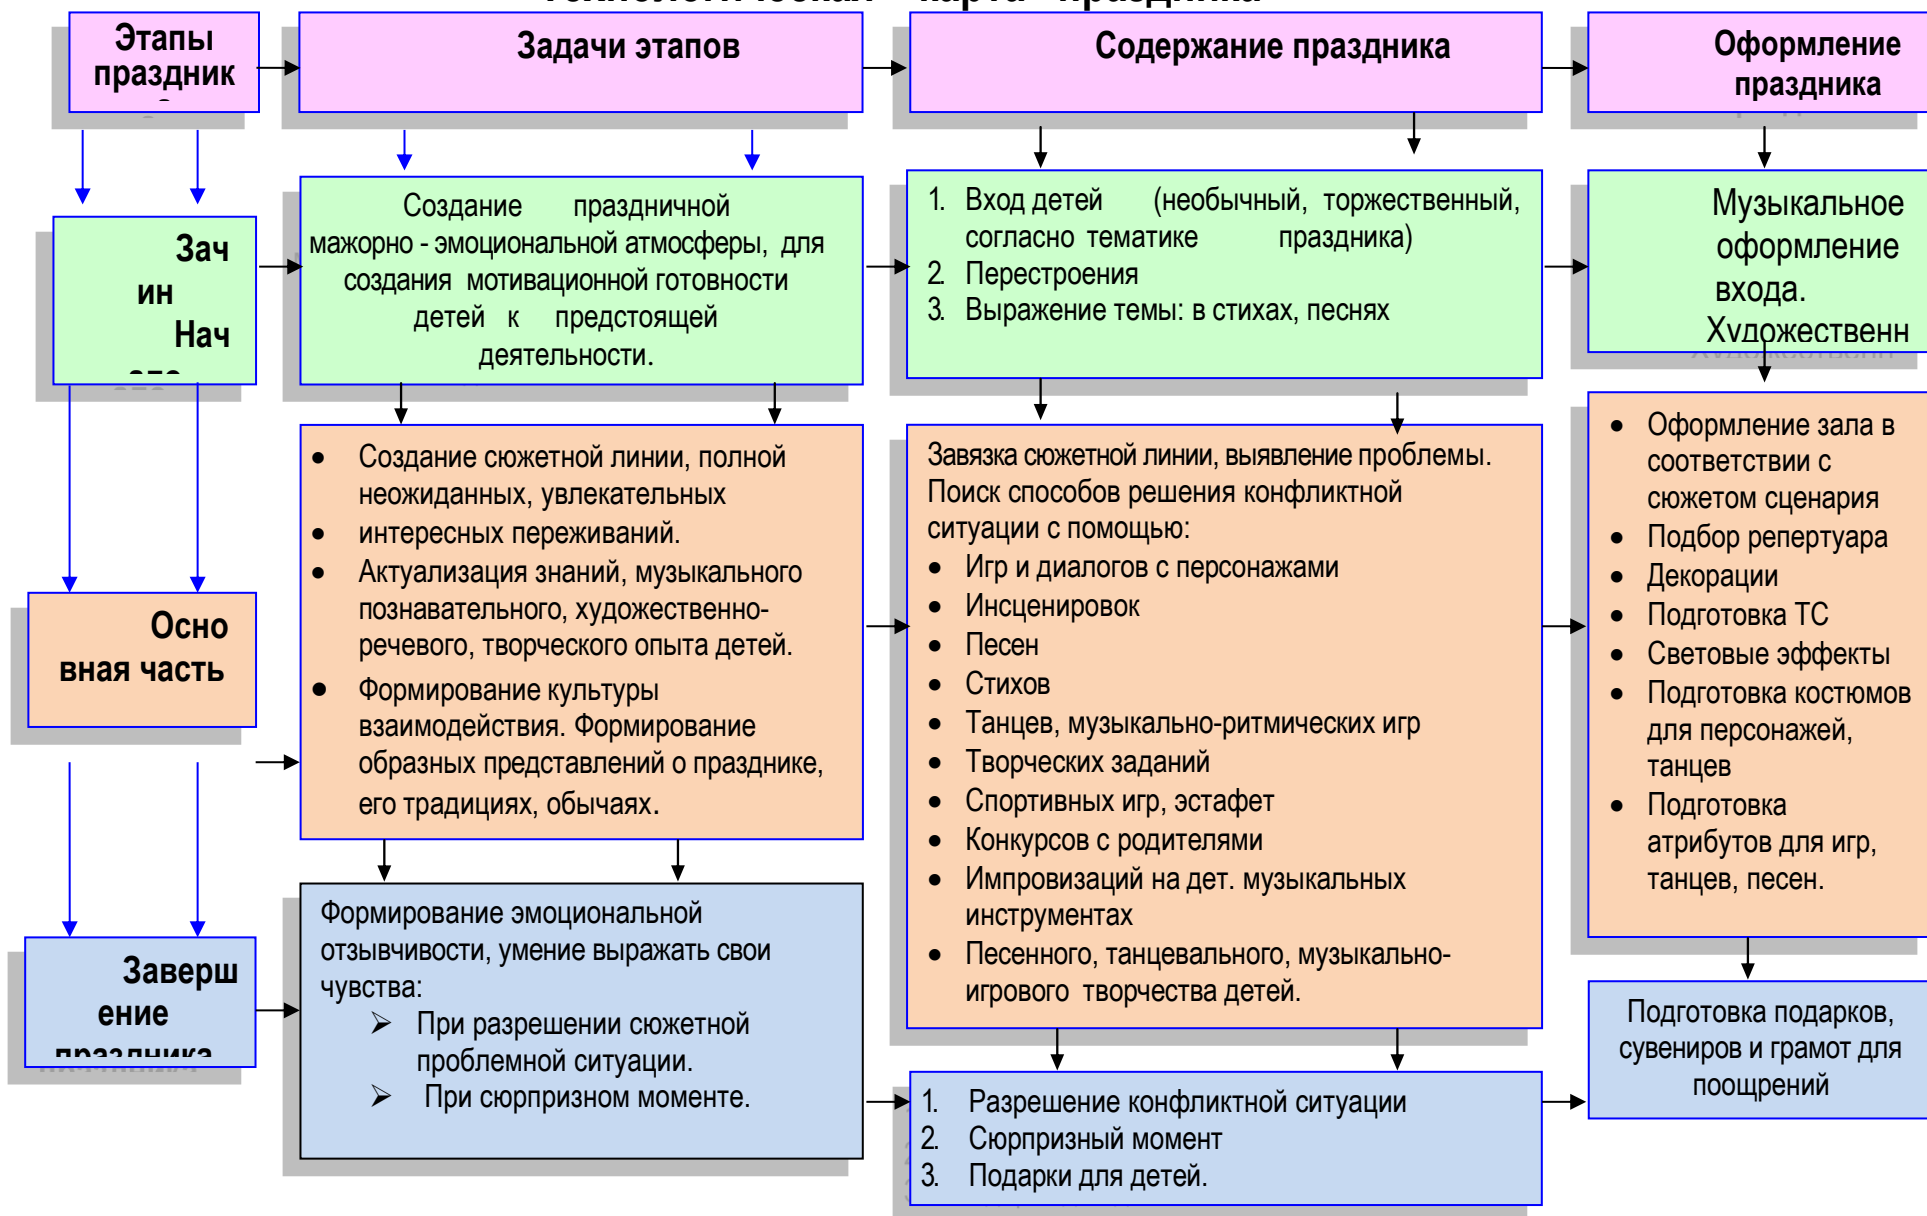 карта праздника
Этапы
праздник
Задачи этапов
Содержание праздника
Оформление
праздника
Зач
ин
Нач
Создание праздничной
мажорно - эмоциональной атмосферы, для
создания мотивационной готовности
детей к предстоящей
деятельности.
1. Вход детей (необычный, торжественный,
согласно тематике праздника)
2. Перестроения
3. Выражение темы: в стихах, песнях
Музыкальное
оформление
входа.
Художественн
Осно
вная часть
• Создание сюжетной линии, полной
неожиданных, увлекательных
• интересных переживаний.
• Актуализация знаний, музыкального
познавательного, художественно-
речевого, творческого опыта детей.
• Формирование культуры
взаимодействия. Формирование
образных представлений о празднике,
его традициях, обычаях.
Завязка сюжетной линии, выявление проблемы.
Поиск способов решения конфликтной
ситуации с помощью:
• Игр и диалогов с персонажами
• Инсценировок
• Песен
• Стихов
• Танцев, музыкально-ритмических игр
• Творческих заданий
• Спортивных игр, эстафет
• Конкурсов с родителями
• Импровизаций на дет. музыкальных
инструментах
• Песенного, танцевального, музыкально-
игрового творчества детей.
• Оформление зала в
соответствии с
сюжетом сценария
• Подбор репертуара
• Декорации
• Подготовка ТС
• Световые эффекты
• Подготовка костюмов
для персонажей,
танцев
• Подготовка
атрибутов для игр,
танцев, песен.
Заверш
ение
праздника
Формирование эмоциональной
отзывчивости, умение выражать свои
чувства:
➢ При разрешении сюжетной
проблемной ситуации.
➢ При сюрпризном моменте.
1. Разрешение конфликтной ситуации
2. Сюрпризный момент
3. Подарки для детей.
Подготовка подарков,
сувениров и грамот для
поощрений